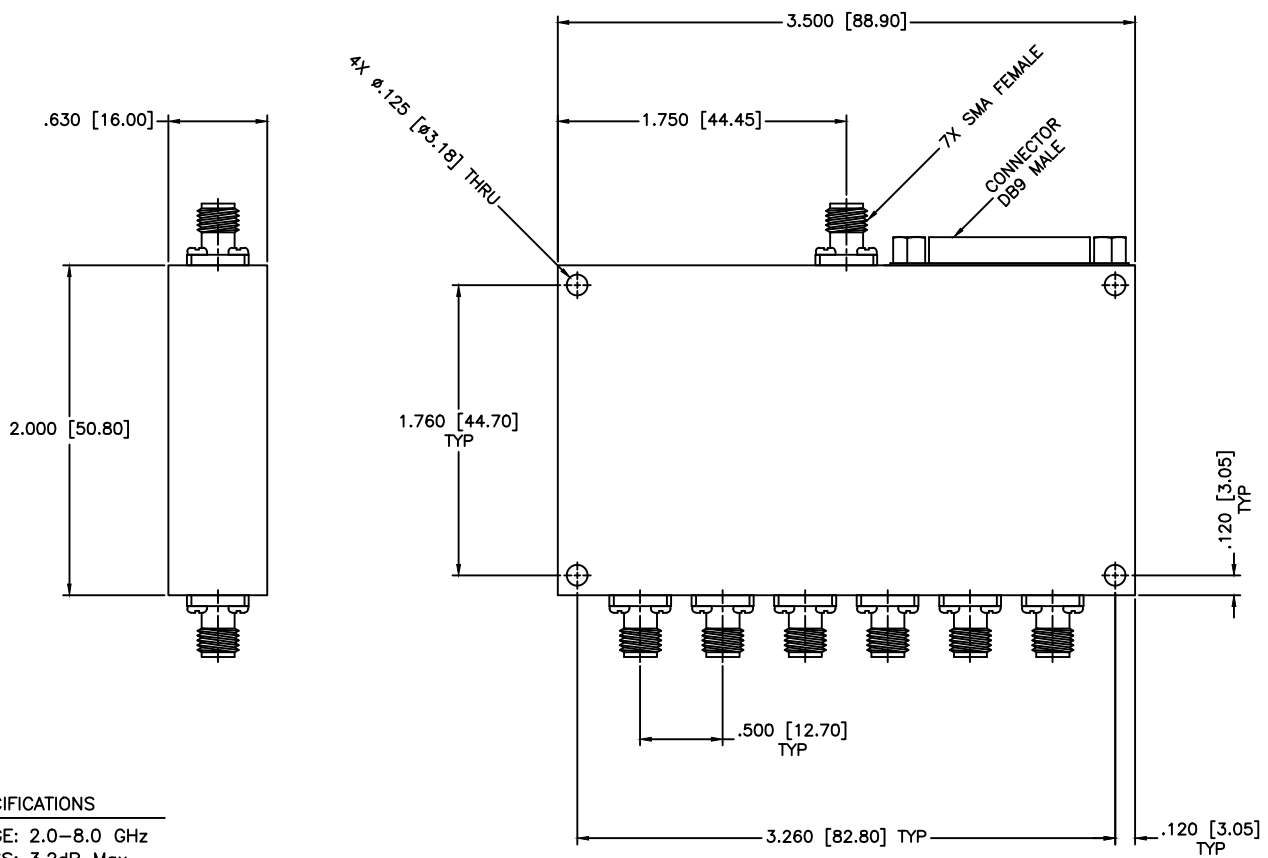 3.500 [88.90]
4X ø.125 [ø3.18] THRU
.630 [16.00]
1.750 [44.45]
7X SMA FEMALE
CONNECTOR
DB9 MALE
2.000 [50.80]
1.760 [44.70]
TYP
.120 [3.05]
TYP
.500 [12.70]
TYP
3.260 [82.80] TYP
.120 [3.05]
TYP
CIFICATIONS
GE: 2.0-8.0 GHz